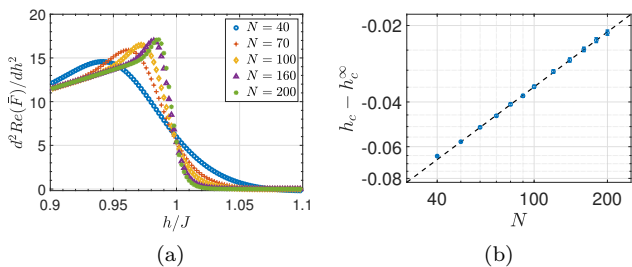 20
15
10
5
0
0.9
0.95
1
1.05
1.1
d²Re(F̄)/dh²
h/J
N = 40
N = 70
N = 100
N = 160
N = 200
(a)
-0.02
-0.04
-0.06
-0.08
40
100
200
h_c − h_c^∞
N
(b)